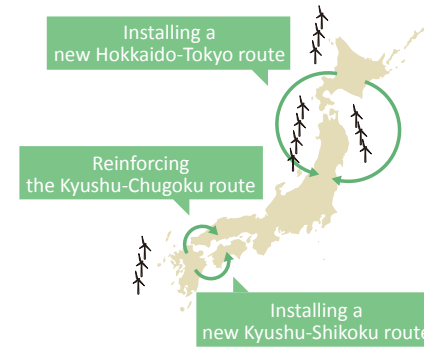 Installing a
new Hokkaido-Tokyo route
Reinforcing
the Kyushu-Chugoku route
Installing a
new Kyushu-Shikoku route